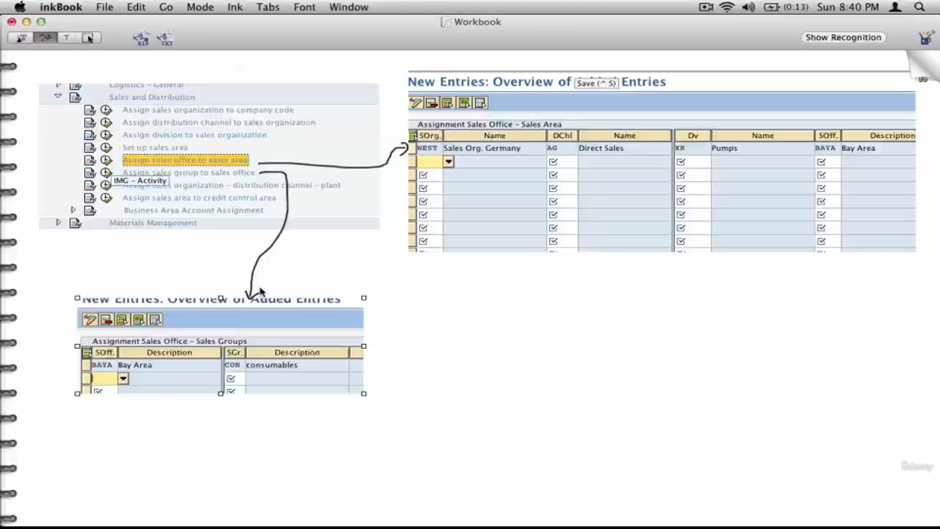 inkBook File Edit Go Mode Ink Tabs Font Window (0:13) Sun 8:40 PM
Workbook
T Show Recognition
Logistics - General
Sales and Distribution
Assign sales organization to company code
Assign distribution channel to sales organization
Assign division to sales organization
Set up sales area
Assign sales office to sales area
Assign sales group to sales office
IMG - Activity
Assign sales organization - distribution channel - plant
Assign sales area to credit control area
Business Area Account Assignment
Materials Management
New Entries: Overview of Added Entries
Save (^ S)
Assignment Sales Office - Sales Area
SOrg. Name DChl Name Dv Name SOff. Description
NEST Sales Org. Germany AG Direct Sales KR Pumps BAYA Bay Area
New Entries: Overview of Added Entries
Assignment Sales Office - Sales Groups
SOff. Description SGr. Description
BAYA Bay Area CON consumables
Udemy